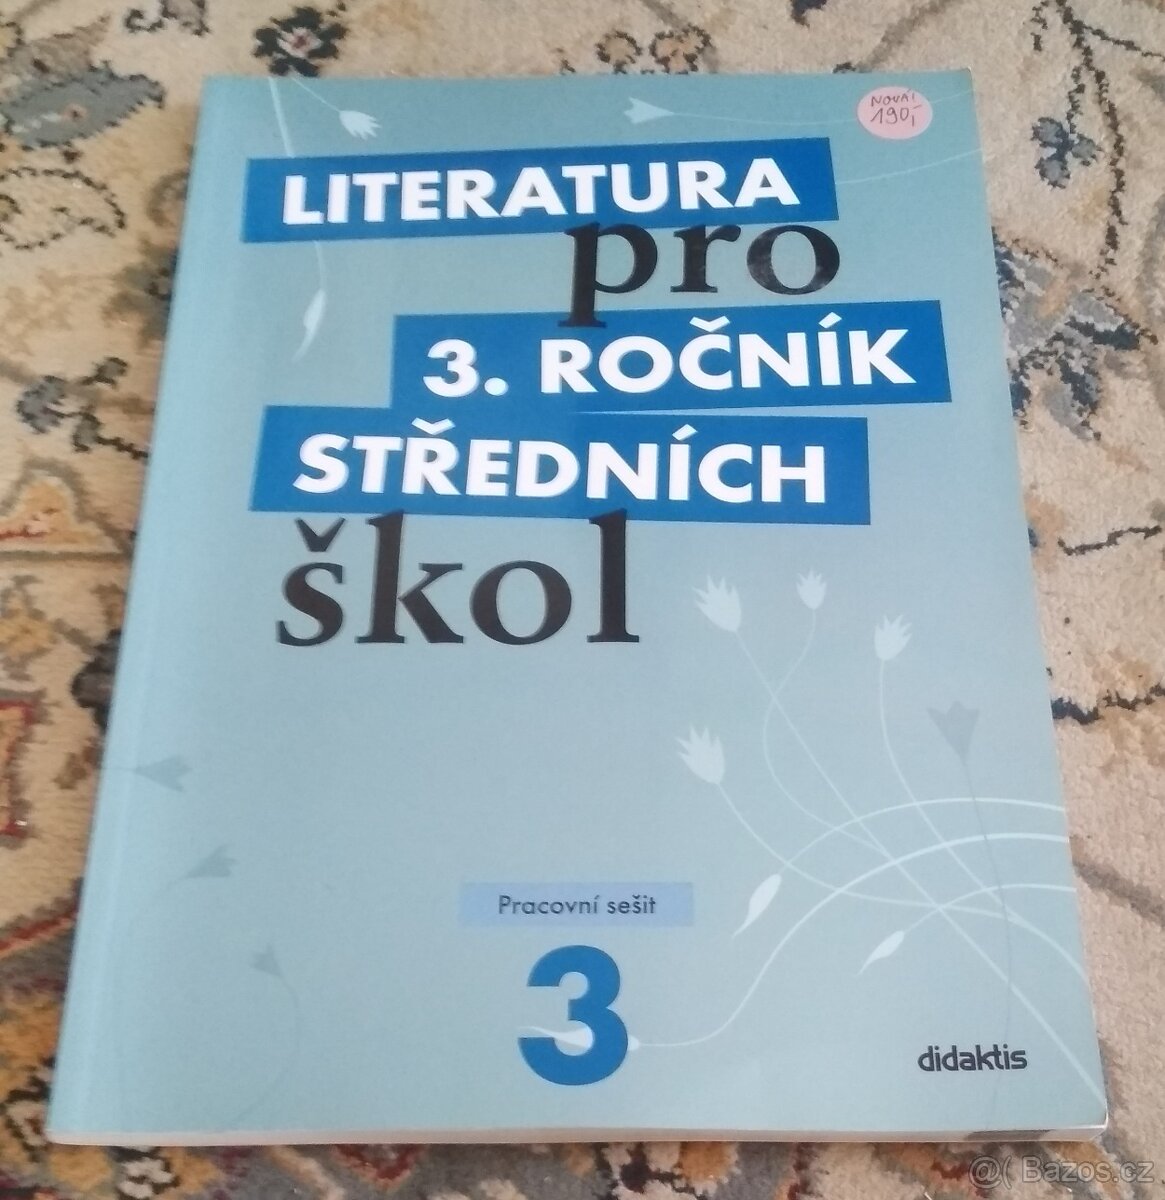 NOVÁ!
190,-
LITERATURA
pro
3. ROČNÍK
STŘEDNÍCH
škol
Pracovní sešit
3
didaktis
@( Bazos.cz